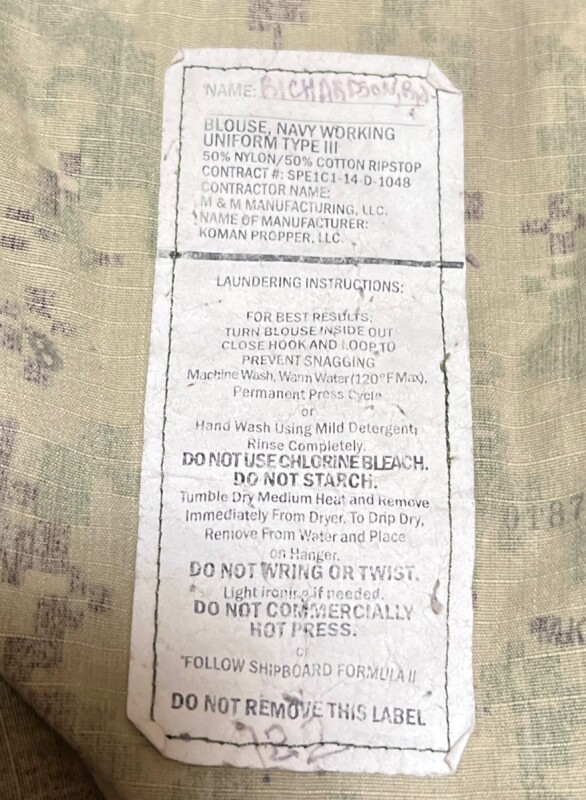 NAME: RICHARDSON, BW
BLOUSE, NAVY WORKING
UNIFORM TYPE III
50% NYLON/50% COTTON RIPSTOP
CONTRACT #: SPE1C1-14-D-1048
CONTRACTOR NAME:
M & M MANUFACTURING, LLC.
NAME OF MANUFACTURER:
KOMAN PROPPER, LLC.
LAUNDERING INSTRUCTIONS:
FOR BEST RESULTS:
TURN BLOUSE INSIDE OUT
CLOSE HOOK AND LOOP TO
PREVENT SNAGGING
Machine Wash, Warm Water (120°F Max),
Permanent Press Cycle
or
Hand Wash Using Mild Detergent,
Rinse Completely.
DO NOT USE CHLORINE BLEACH.
DO NOT STARCH.
Tumble Dry Medium Heat and Remove
Immediately From Dryer. To Drip Dry,
Remove From Water and Place
on Hanger.
DO NOT WRING OR TWIST.
Light ironing if needed.
DO NOT COMMERCIALLY
HOT PRESS.
or
"FOLLOW SHIPBOARD FORMULA II
DO NOT REMOVE THIS LABEL